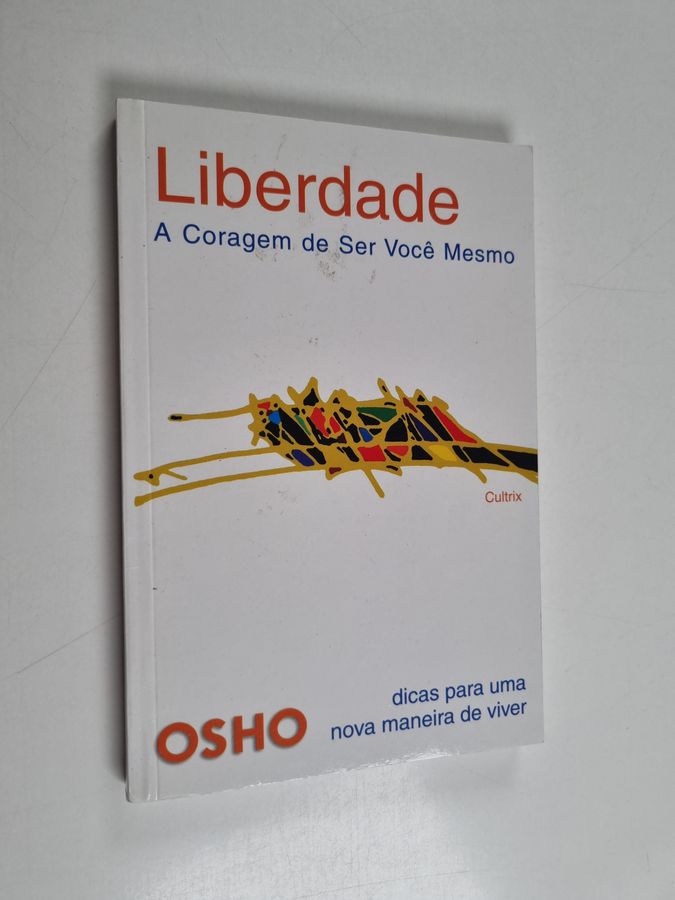 Liberdade
A Coragem de Ser Você Mesmo
Cultrix
dicas para uma
nova maneira de viver
OSHO